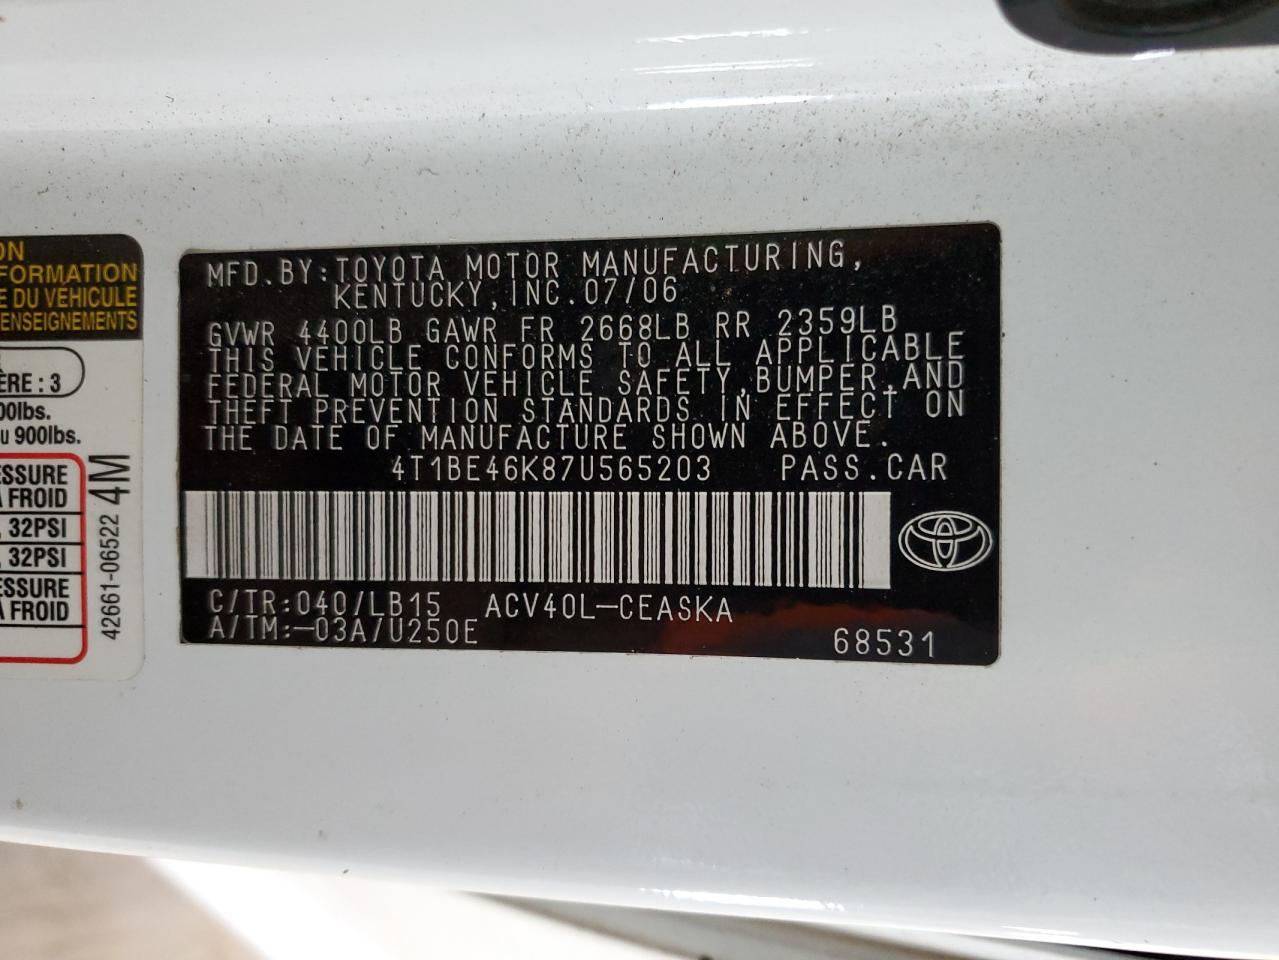 ON
FORMATION
E DU VÉHICULE
ENSEIGNEMENTS
ÈRE : 3
00lbs.
u 900lbs.
ESSURE
A FROID
, 32PSI
, 32PSI
ESSURE
A FROID
42661-06522 4M
MFD.BY:TOYOTA MOTOR MANUFACTURING,
KENTUCKY,INC.07/06
GVWR 4400LB GAWR FR 2668LB RR 2359LB
THIS VEHICLE CONFORMS TO ALL APPLICABLE
FEDERAL MOTOR VEHICLE SAFETY,BUMPER,AND
THEFT PREVENTION STANDARDS IN EFFECT ON
THE DATE OF MANUFACTURE SHOWN ABOVE.
4T1BE46K87U565203 PASS.CAR
C/TR:040/LB15 ACV40L-CEASKA
A/TM:-03A/U250E
68531